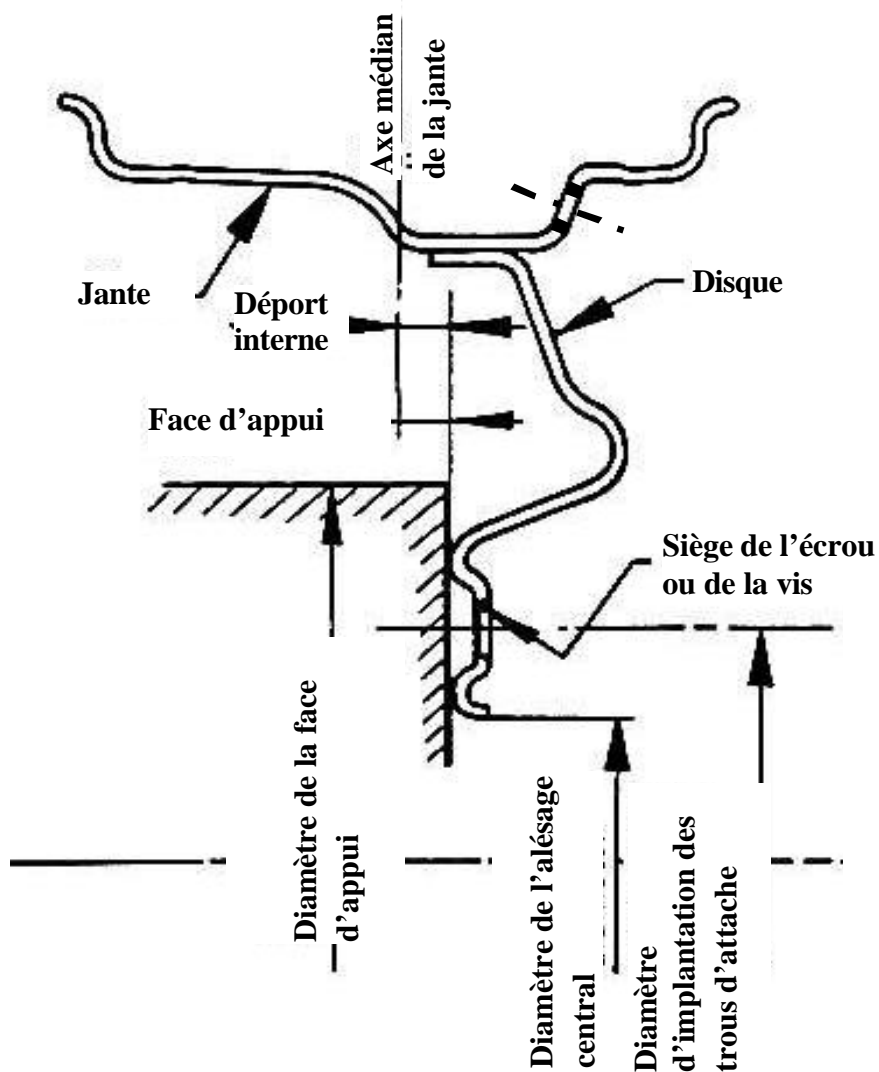 Axe médian
de la jante
Jante
Déport
interne
Disque
Face d'appui
Siège de l'écrou
ou de la vis
Diamètre de la face
d'appui
Diamètre de l'alésage
central
Diamètre
d'implantation des
trous d'attache